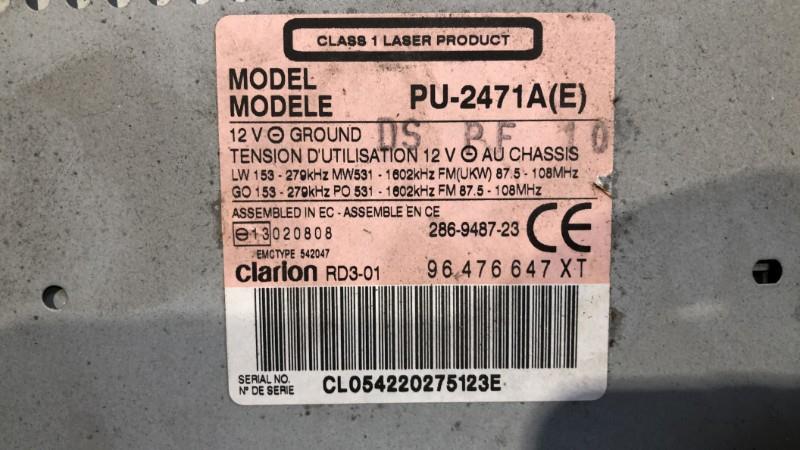 CLASS 1 LASER PRODUCT
MODEL
MODELE PU-2471A(E)
12 V ⊖ GROUND DS RF 10
TENSION D'UTILISATION 12 V ⊖ AU CHASSIS
LW 153 - 279kHz MW531 - 1602kHz FM(UKW) 87.5 - 108MHz
GO 153 - 279kHz PO 531 - 1602kHz FM 87.5 - 108MHz
ASSEMBLED IN EC - ASSEMBLE EN CE
⊖13020808 286-9487-23 CE
EMCTYPE 542047
clarion RD3-01 96 476 647 XT
SERIAL NO.
N° DE SERIE CL054220275123E